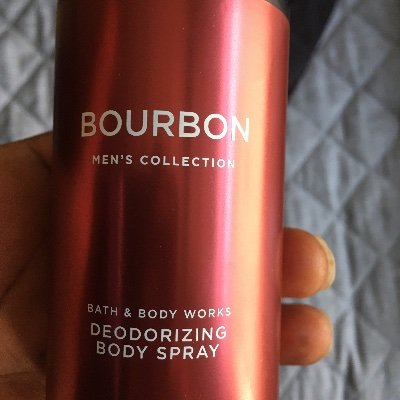 BOURBON
MEN'S COLLECTION
BATH & BODY WORKS
DEODORIZING
BODY SPRAY